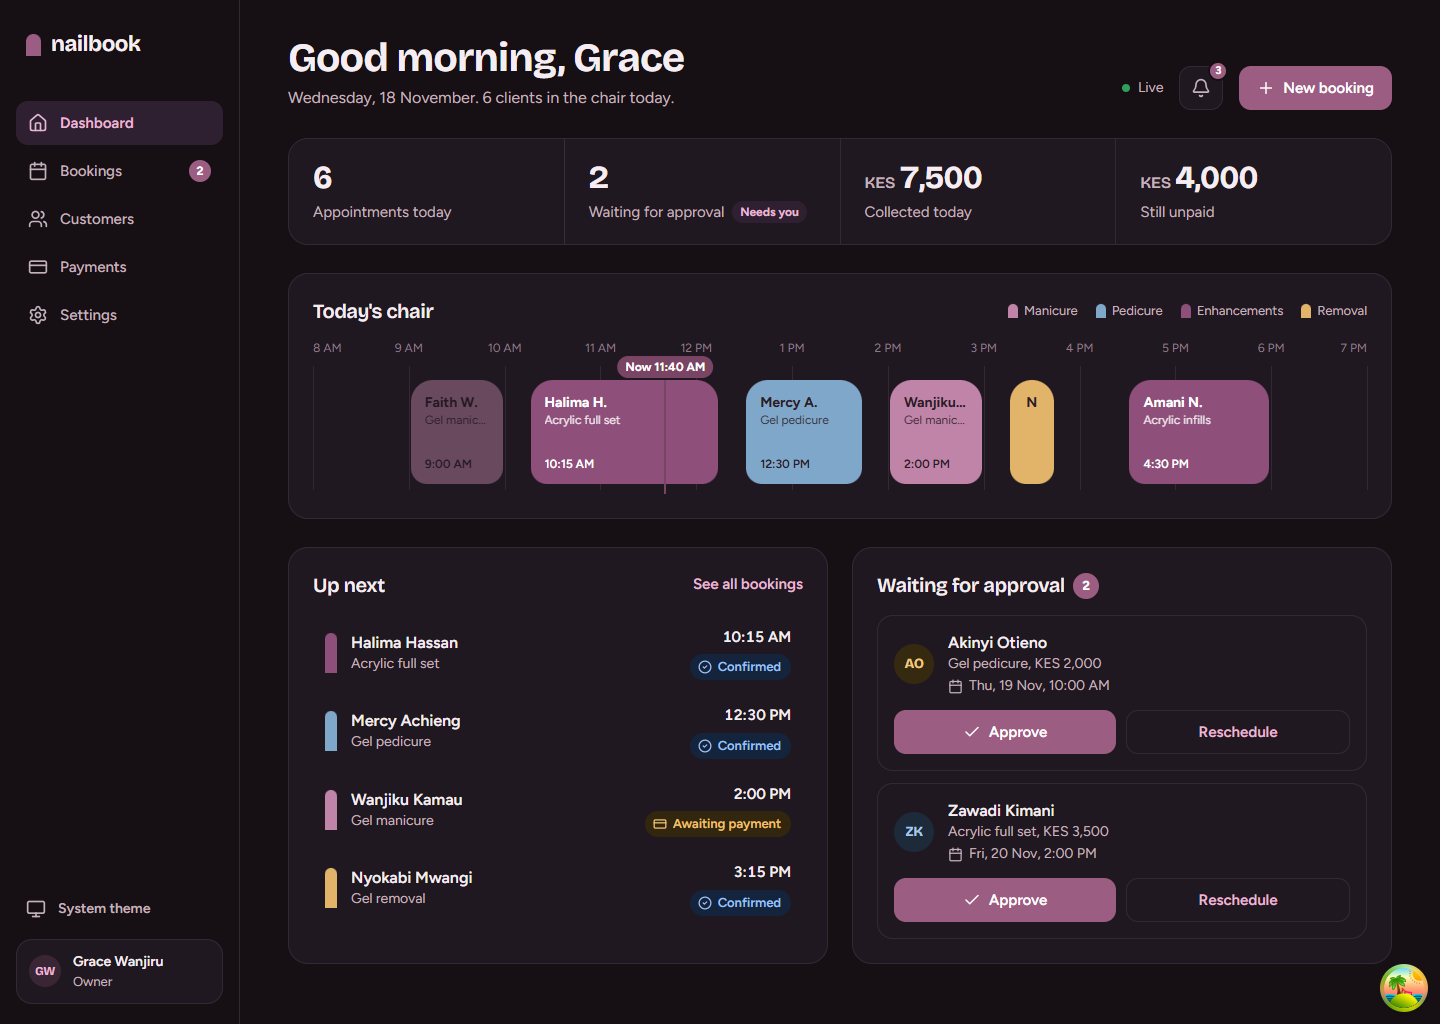 nailbook
Dashboard
Bookings 2
Customers
Payments
Settings
System theme
GW
Grace Wanjiru
Owner
Good morning, Grace
Wednesday, 18 November. 6 clients in the chair today.
Live
3
New booking
6
Appointments today
2
Waiting for approval Needs you
KES 7,500
Collected today
KES 4,000
Still unpaid
Today's chair
Manicure Pedicure Enhancements Removal
8 AM 9 AM 10 AM 11 AM 12 PM 1 PM 2 PM 3 PM 4 PM 5 PM 6 PM 7 PM
Now 11:40 AM
Faith W.
Gel manic...
9:00 AM
Halima H.
Acrylic full set
10:15 AM
Mercy A.
Gel pedicure
12:30 PM
Wanjiku...
Gel manic...
2:00 PM
N
Amani N.
Acrylic infills
4:30 PM
Up next
See all bookings
Halima Hassan
Acrylic full set
10:15 AM
Confirmed
Mercy Achieng
Gel pedicure
12:30 PM
Confirmed
Wanjiku Kamau
Gel manicure
2:00 PM
Awaiting payment
Nyokabi Mwangi
Gel removal
3:15 PM
Confirmed
Waiting for approval 2
AO
Akinyi Otieno
Gel pedicure, KES 2,000
Thu, 19 Nov, 10:00 AM
Approve
Reschedule
ZK
Zawadi Kimani
Acrylic full set, KES 3,500
Fri, 20 Nov, 2:00 PM
Approve
Reschedule